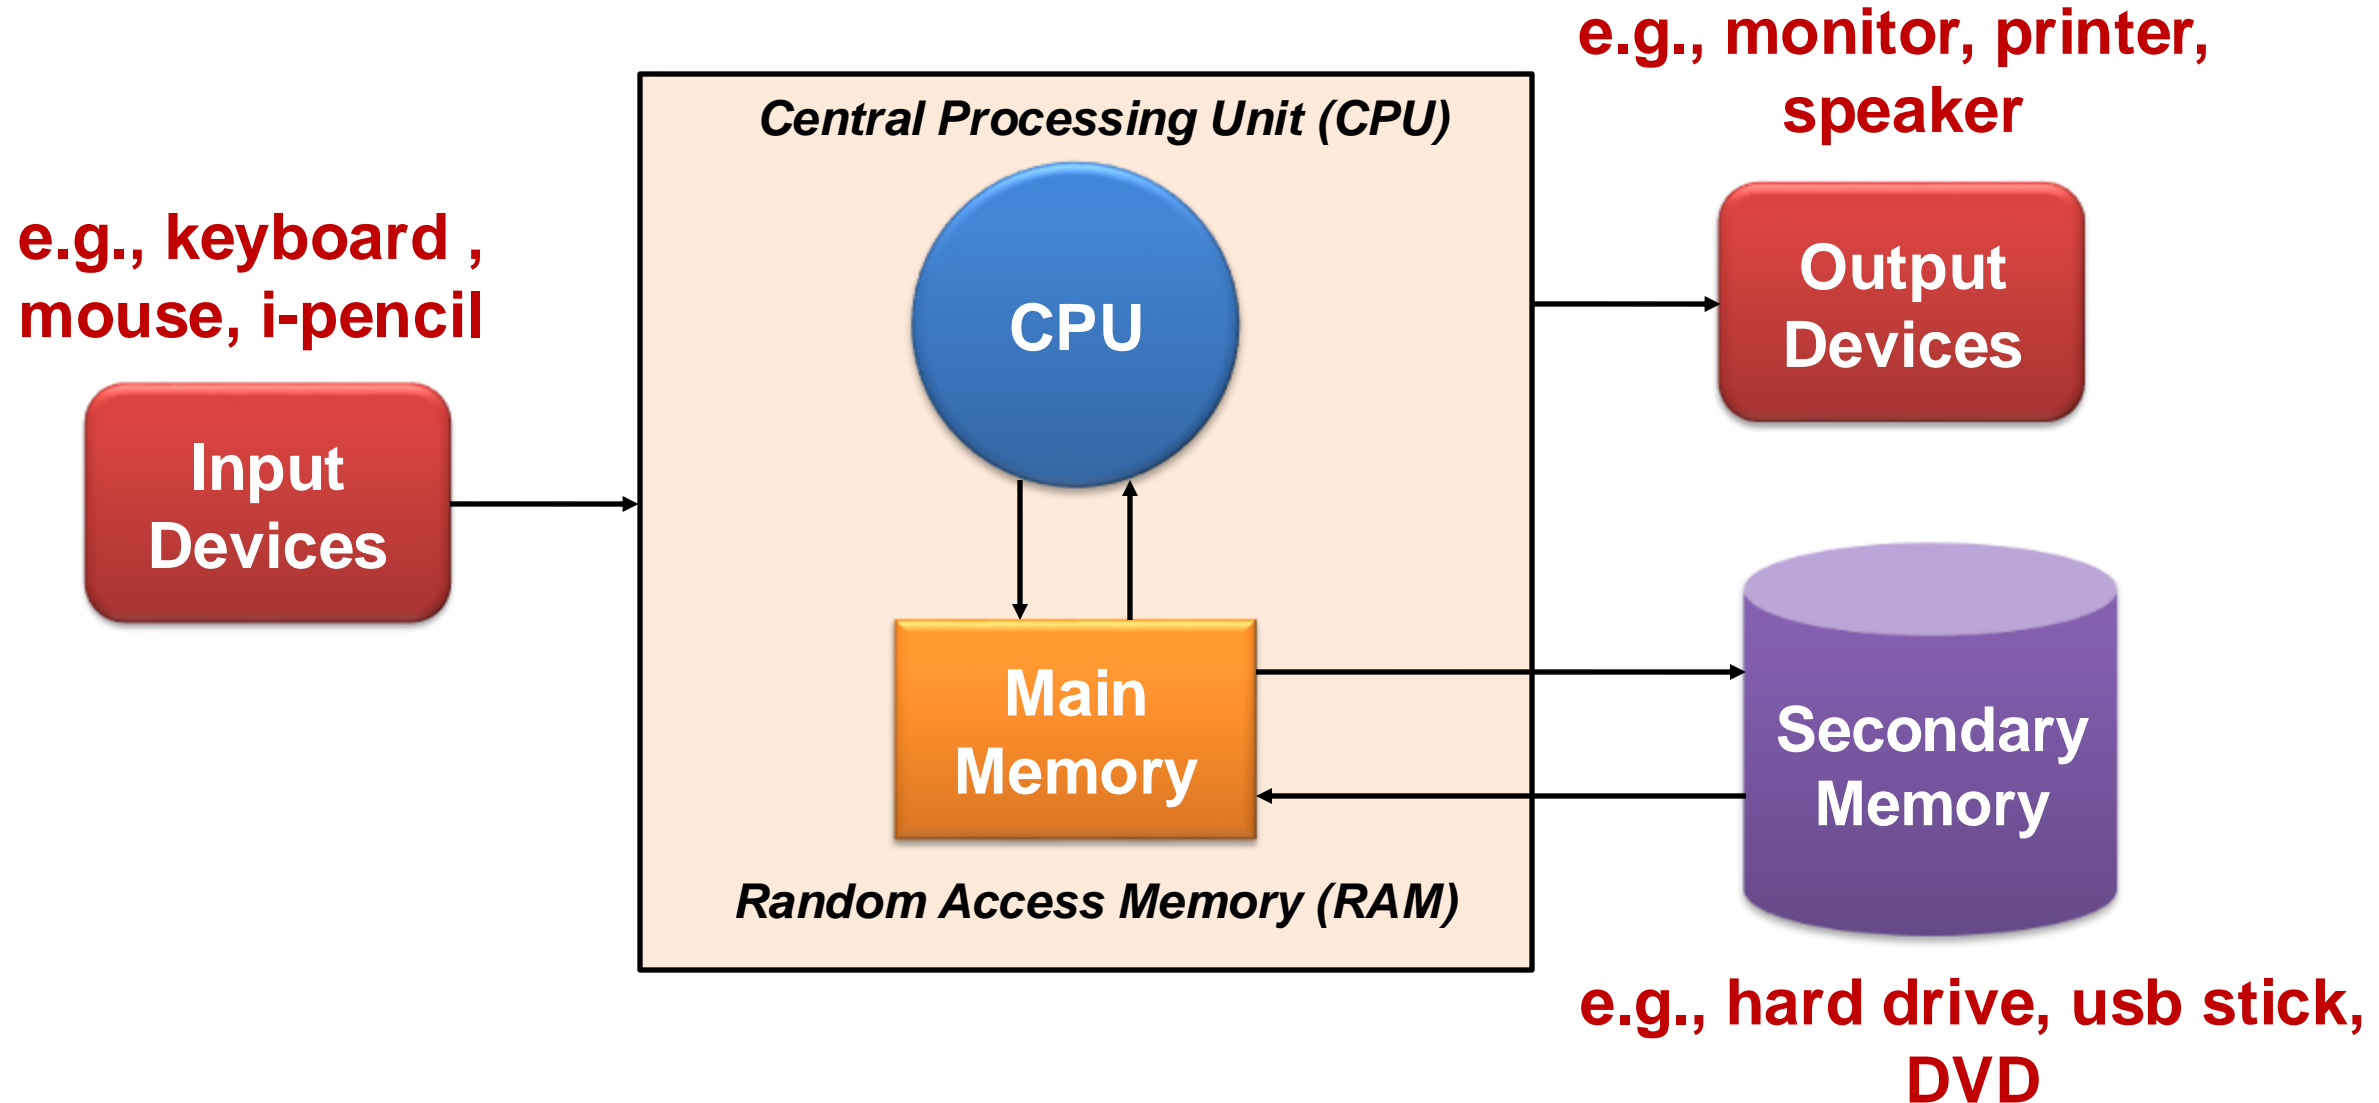 e.g., monitor, printer,
speaker
Central Processing Unit (CPU)
e.g., keyboard ,
mouse, i-pencil
CPU
Output
Devices
Input
Devices
Main
Memory
Secondary
Memory
Random Access Memory (RAM)
e.g., hard drive, usb stick,
DVD